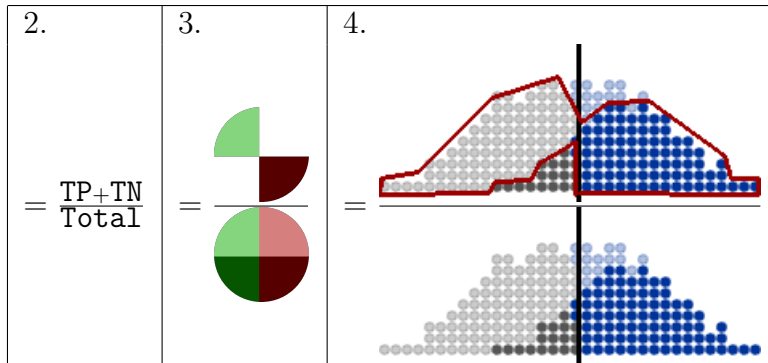 2.
= TP+TN
Total
3.
=
4.
=